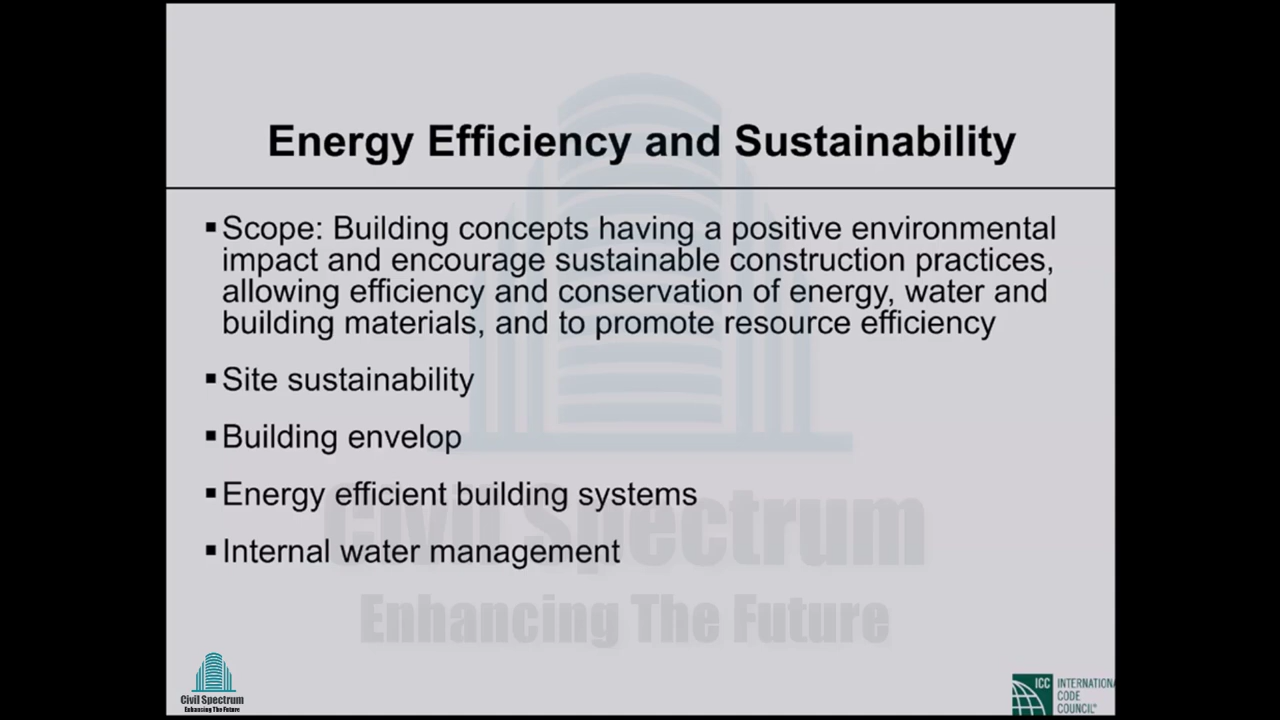 Energy Efficiency and Sustainability
▪Scope: Building concepts having a positive environmental
impact and encourage sustainable construction practices,
allowing efficiency and conservation of energy, water and
building materials, and to promote resource efficiency
▪Site sustainability
▪Building envelop
▪Energy efficient building systems
▪Internal water management
Civil Spectrum
Enhancing The Future
Civil Spectrum
Enhancing The Future
ICC INTERNATIONAL
CODE
COUNCIL®